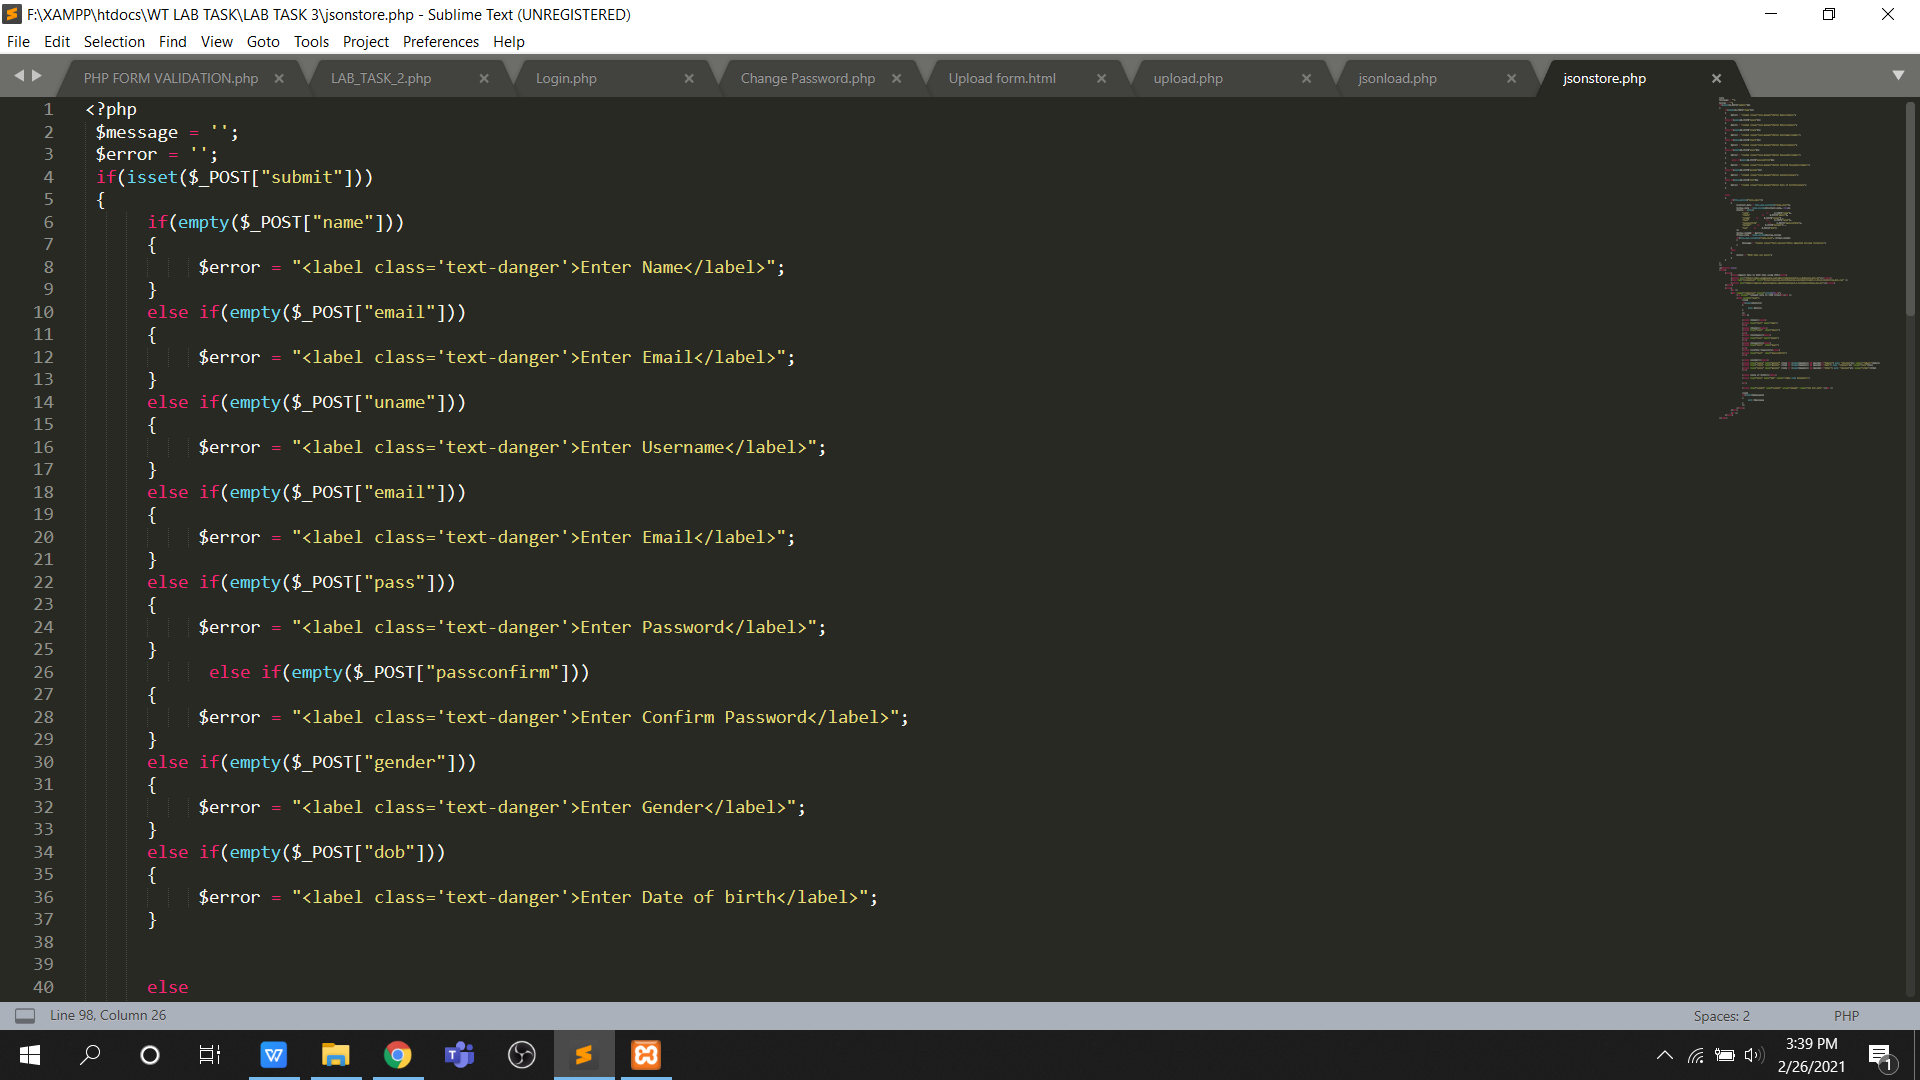 F:\XAMPP\htdocs\WT LAB TASK\LAB TASK 3\jsonstore.php - Sublime Text (UNREGISTERED)
File Edit Selection Find View Goto Tools Project Preferences Help
PHP FORM VALIDATION.php LAB_TASK_2.php Login.php Change Password.php Upload form.html upload.php jsonload.php jsonstore.php
1 <?php
2 $message = '';
3 $error = '';
4 if(isset($_POST["submit"]))
5 {
6 if(empty($_POST["name"]))
7 {
8 $error = "<label class='text-danger'>Enter Name</label>";
9 }
10 else if(empty($_POST["email"]))
11 {
12 $error = "<label class='text-danger'>Enter Email</label>";
13 }
14 else if(empty($_POST["uname"]))
15 {
16 $error = "<label class='text-danger'>Enter Username</label>";
17 }
18 else if(empty($_POST["email"]))
19 {
20 $error = "<label class='text-danger'>Enter Email</label>";
21 }
22 else if(empty($_POST["pass"]))
23 {
24 $error = "<label class='text-danger'>Enter Password</label>";
25 }
26 else if(empty($_POST["passconfirm"]))
27 {
28 $error = "<label class='text-danger'>Enter Confirm Password</label>";
29 }
30 else if(empty($_POST["gender"]))
31 {
32 $error = "<label class='text-danger'>Enter Gender</label>";
33 }
34 else if(empty($_POST["dob"]))
35 {
36 $error = "<label class='text-danger'>Enter Date of birth</label>";
37 }
38
39
40 else
Line 98, Column 26 Spaces: 2 PHP
3:39 PM
2/26/2021
1